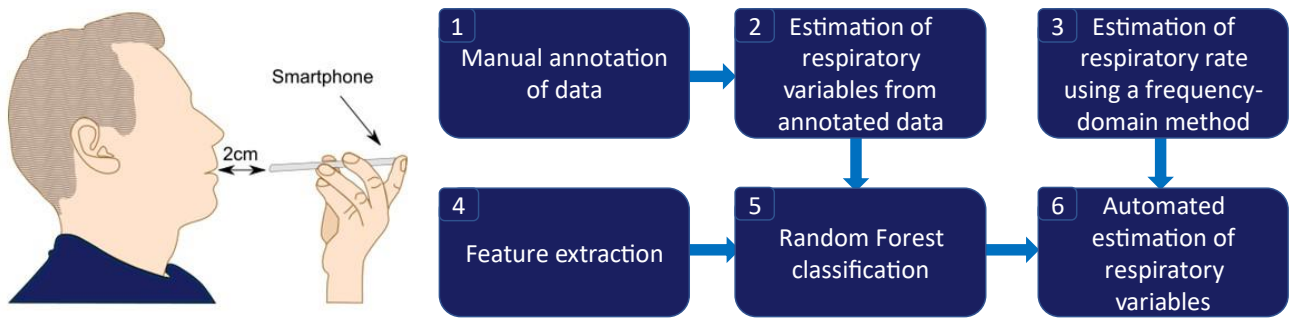 Smartphone
2cm
1
Manual annotation
of data
2
Estimation of
respiratory
variables from
annotated data
3
Estimation of
respiratory rate
using a frequency-
domain method
4
Feature extraction
5
Random Forest
classification
6
Automated
estimation of
respiratory
variables